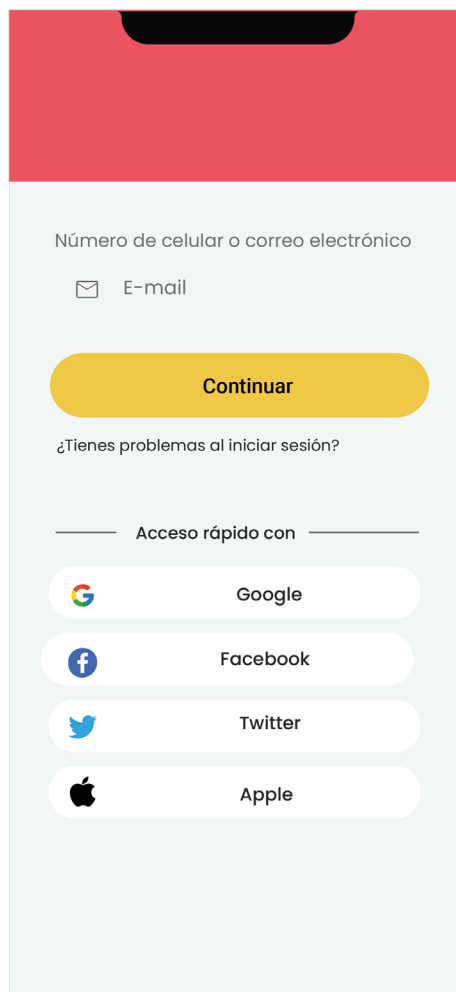 Número de celular o correo electrónico
E-mail
Continuar
¿Tienes problemas al iniciar sesión?
Acceso rápido con
Google
Facebook
Twitter
Apple